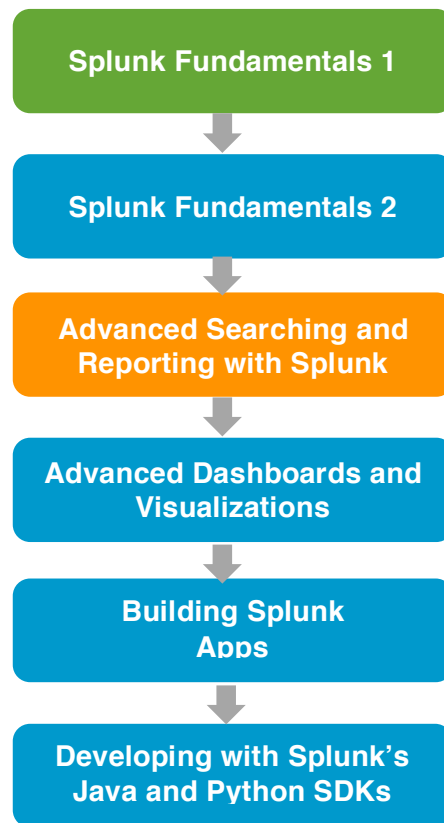 Splunk Fundamentals 1
Splunk Fundamentals 2
Advanced Searching and
Reporting with Splunk
Advanced Dashboards and
Visualizations
Building Splunk
Apps
Developing with Splunk’s
Java and Python SDKs